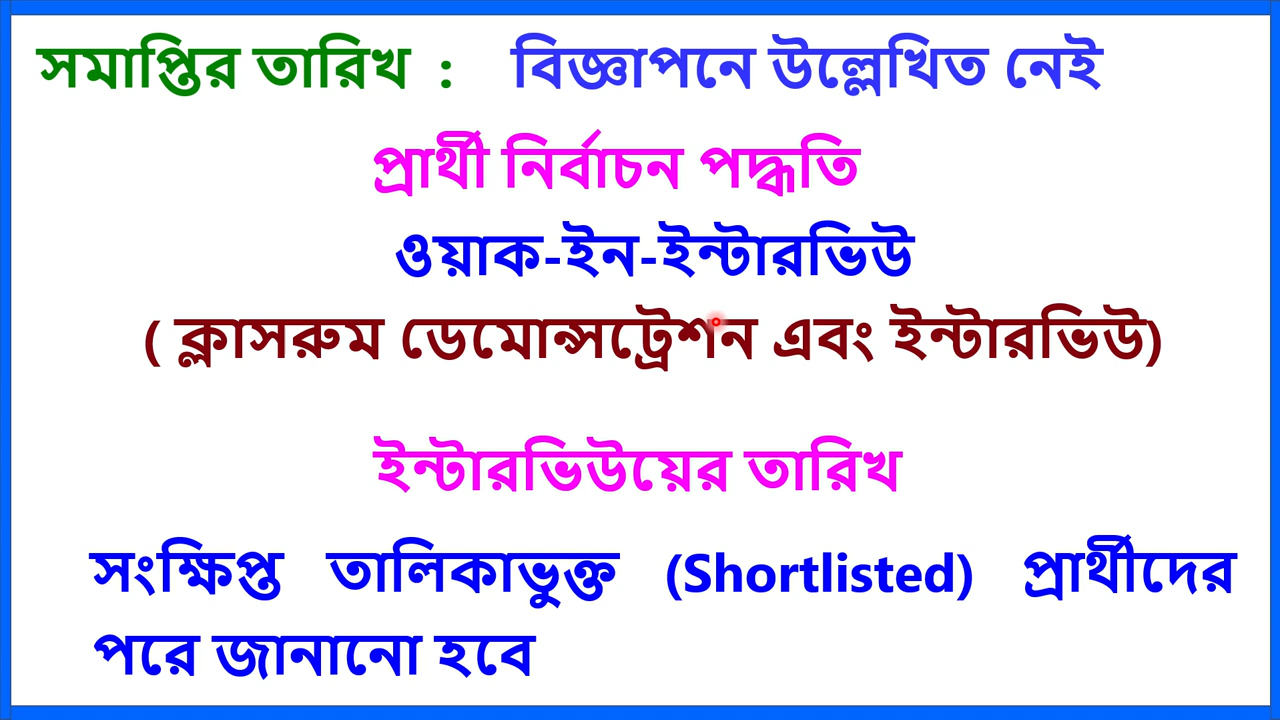 সমাপ্তির তারিখ : বিজ্ঞাপনে উল্লেখিত নেই
প্রার্থী নির্বাচন পদ্ধতি
ওয়াক-ইন-ইন্টারভিউ
( ক্লাসরুম ডেমোন্সট্রেশন এবং ইন্টারভিউ)
ইন্টারভিউয়ের তারিখ
সংক্ষিপ্ত তালিকাভুক্ত (Shortlisted) প্রার্থীদের
পরে জানানো হবে